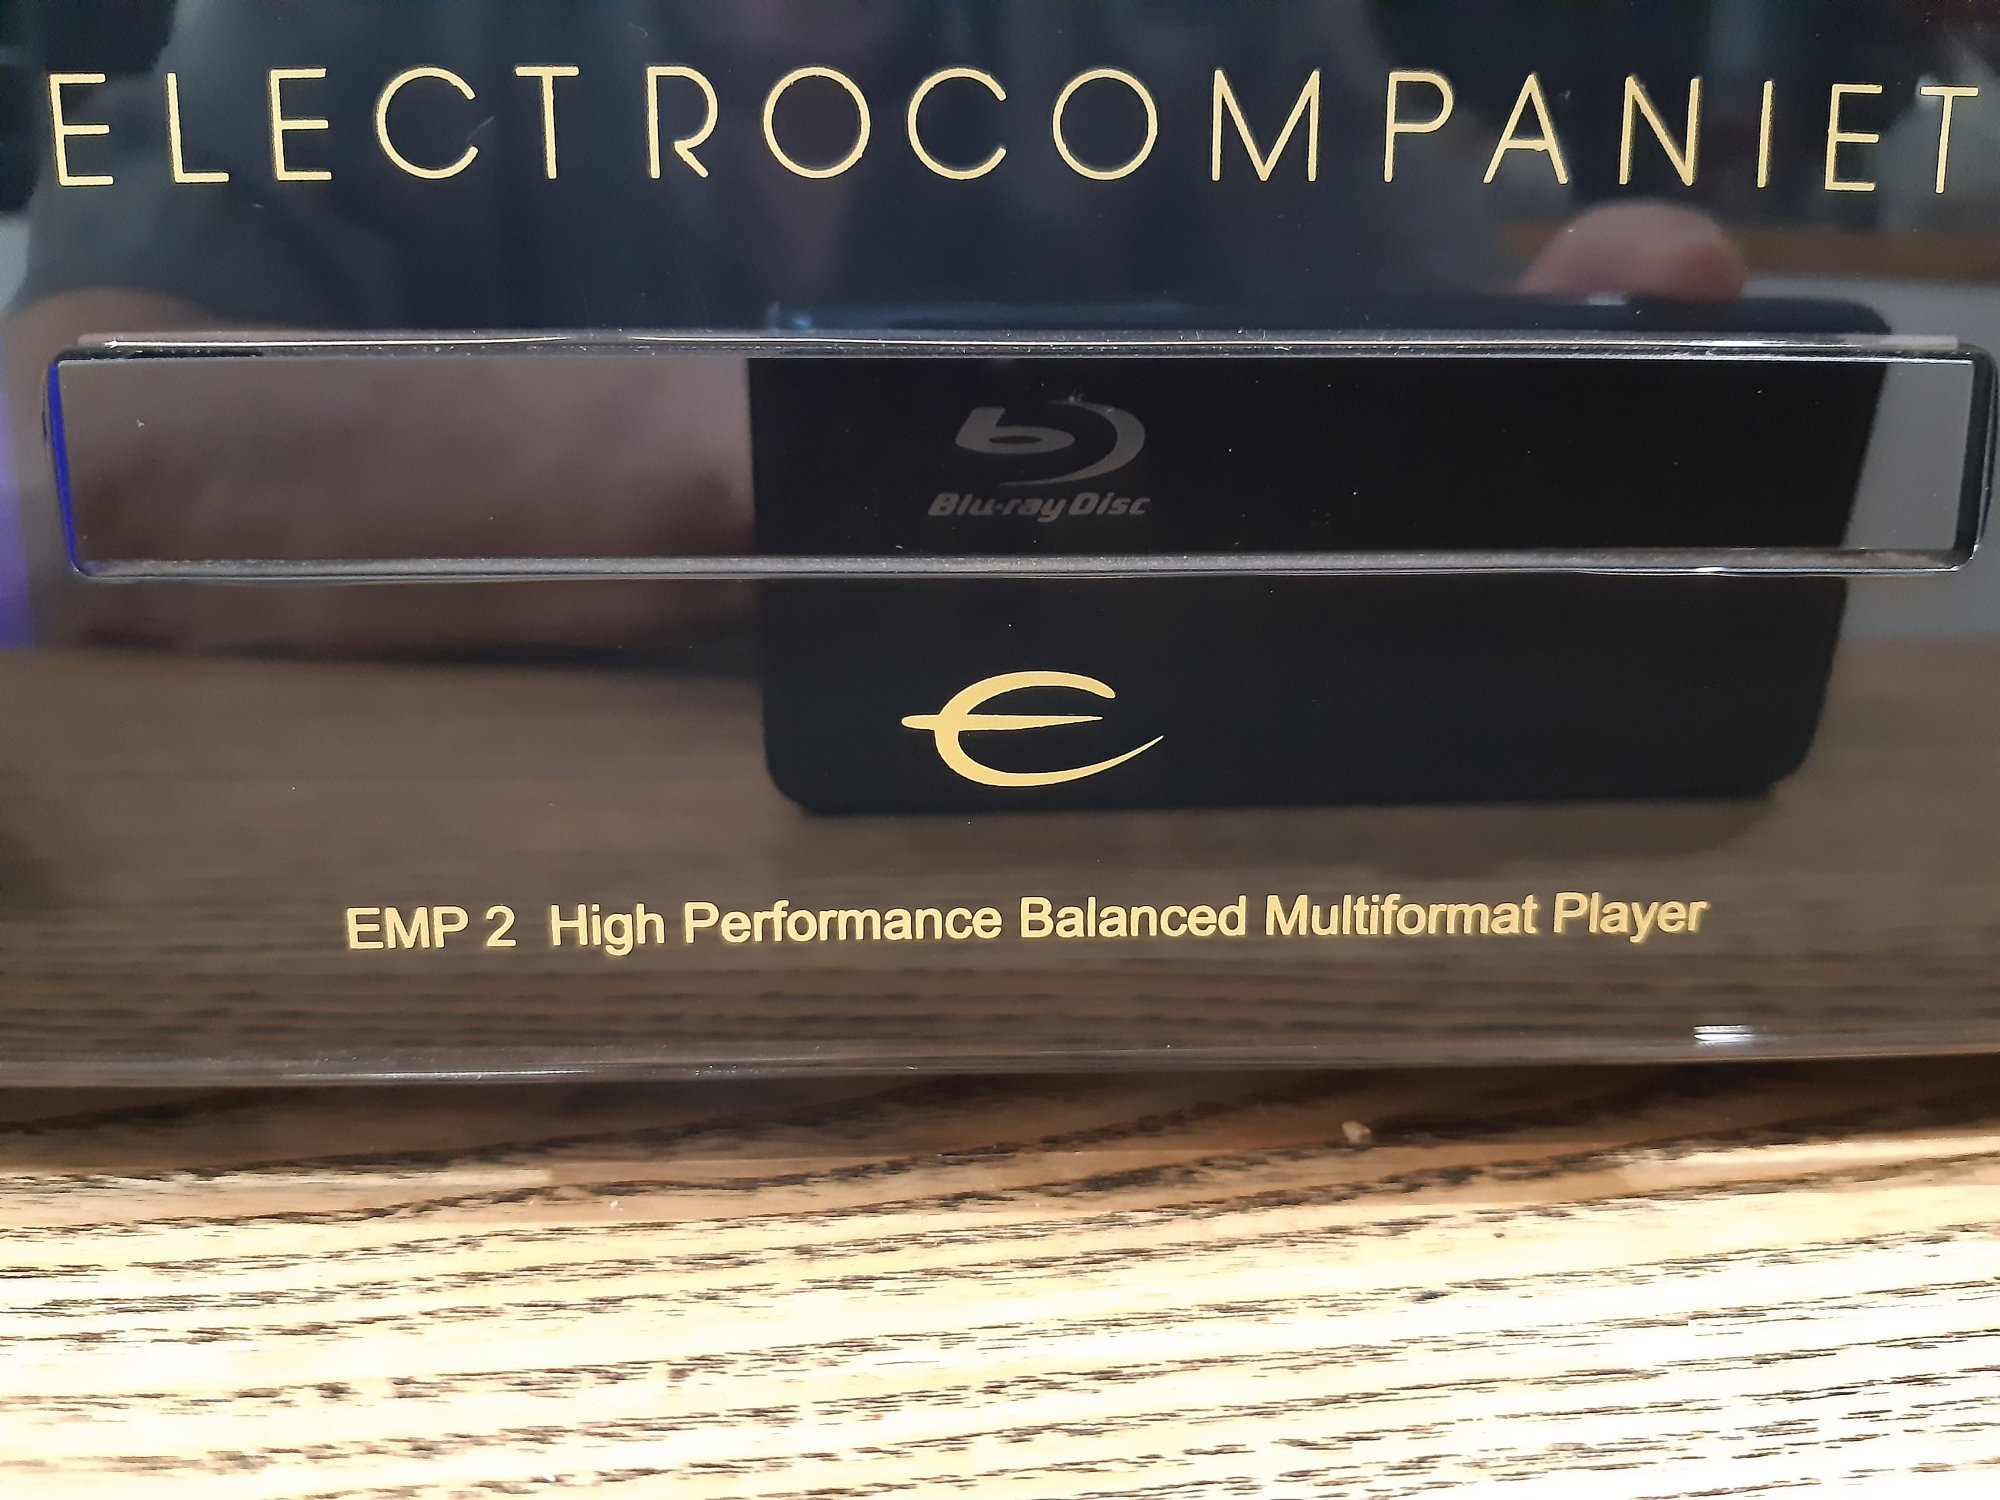 ELECTROCOMPANIET
Blu-ray Disc
EMP 2 High Performance Balanced Multiformat Player